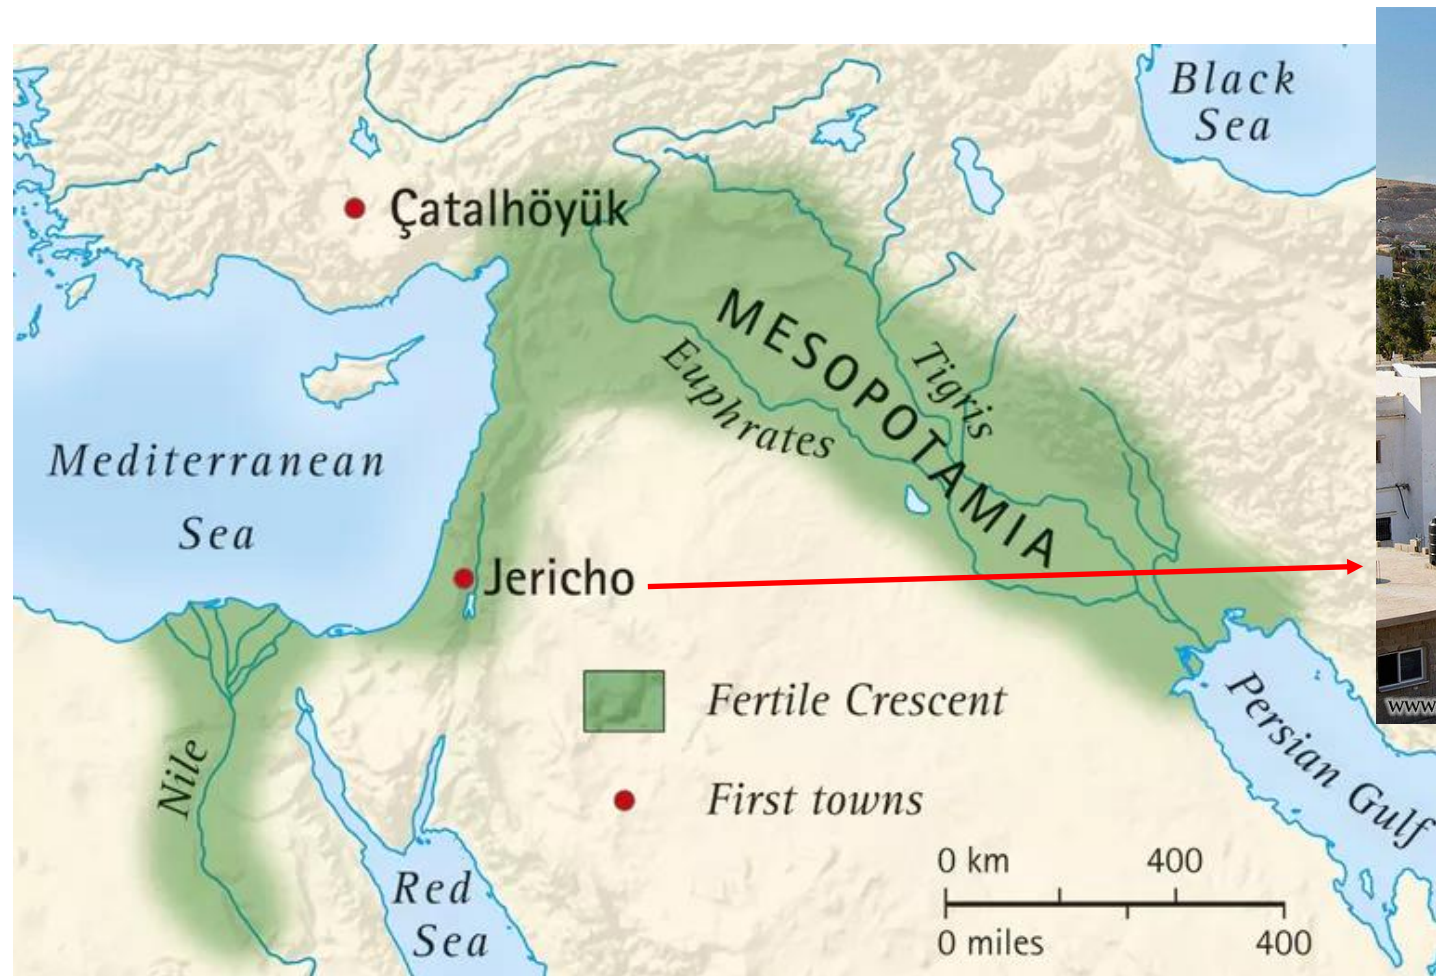 Black
Sea
Çatalhöyük
MESOPOTAMIA
Tigris
Euphrates
Mediterranean
Sea
Jericho
Fertile Crescent
Nile
First towns
Persian Gulf
www
0 km 400
Red
Sea
0 miles 400